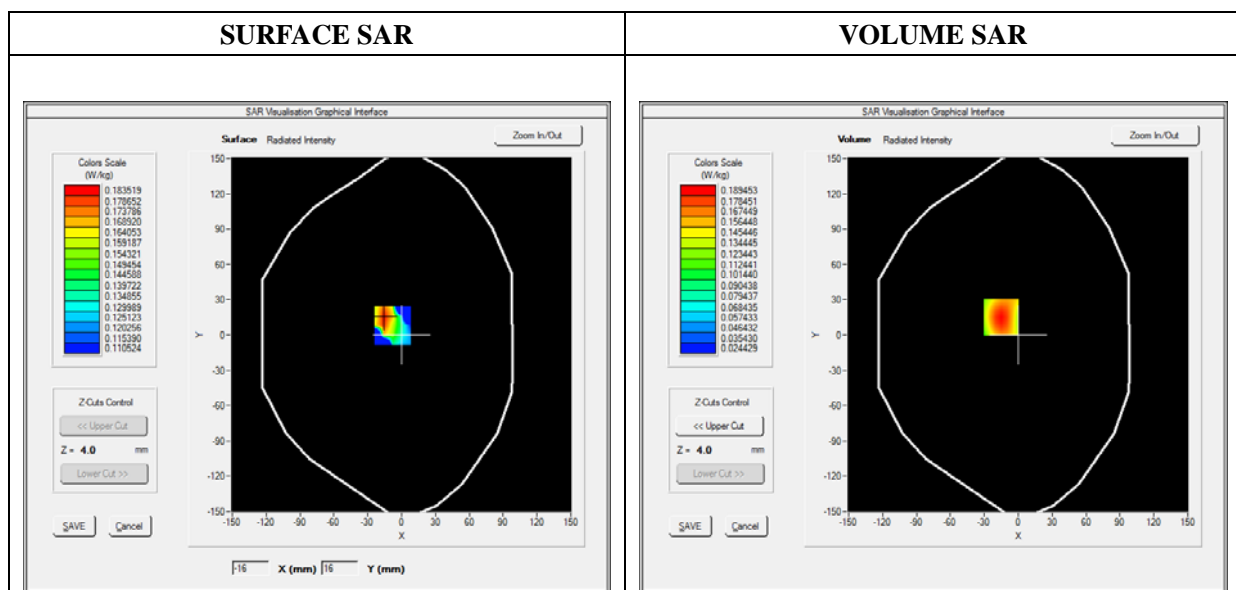 SURFACE SAR
VOLUME SAR
SAR Visualisation Graphical Interface
Surface Radiated Intensity
Zoom In/Out
Colors Scale
(W/kg)
0.183519
0.178652
0.173786
0.168920
0.164053
0.159187
0.154321
0.149454
0.144588
0.139722
0.134855
0.129989
0.125123
0.120256
0.115390
0.110524
150
120
90
60
30
0
-30
-60
-90
-120
-150
Y
-150 -120 -90 -60 -30 0 30 60 90 120 150
X
Z-Cuts Control
<< Upper Cut
Z = 4.0 mm
Lower Cut >>
SAVE Cancel
-16 X (mm) 16 Y (mm)
SAR Visualisation Graphical Interface
Volume Radiated Intensity
Zoom In/Out
Colors Scale
(W/kg)
0.189453
0.178451
0.167449
0.156448
0.145446
0.134445
0.123443
0.112441
0.101440
0.090438
0.079437
0.068435
0.057433
0.046432
0.035430
0.024429
150
120
90
60
30
0
-30
-60
-90
-120
-150
Y
-150 -120 -90 -60 -30 0 30 60 90 120 150
X
Z-Cuts Control
<< Upper Cut
Z = 4.0 mm
Lower Cut >>
SAVE Cancel